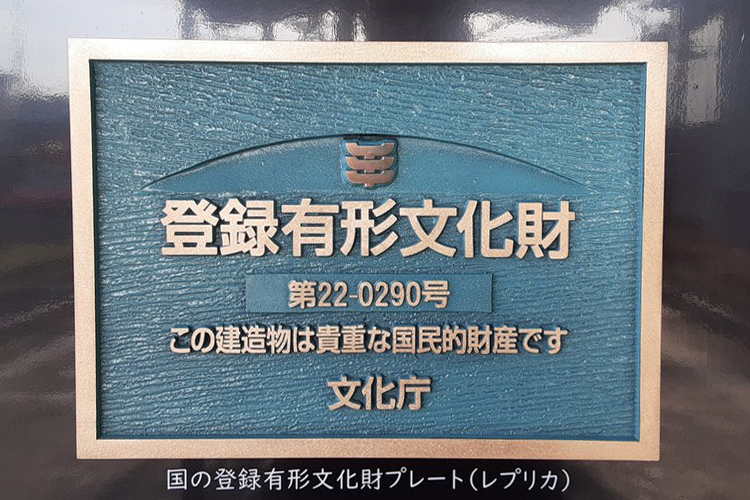 登録有形文化財
第22-0290号
この建造物は貴重な国民的財産です
文化庁
国の登録有形文化財プレート(レプリカ)